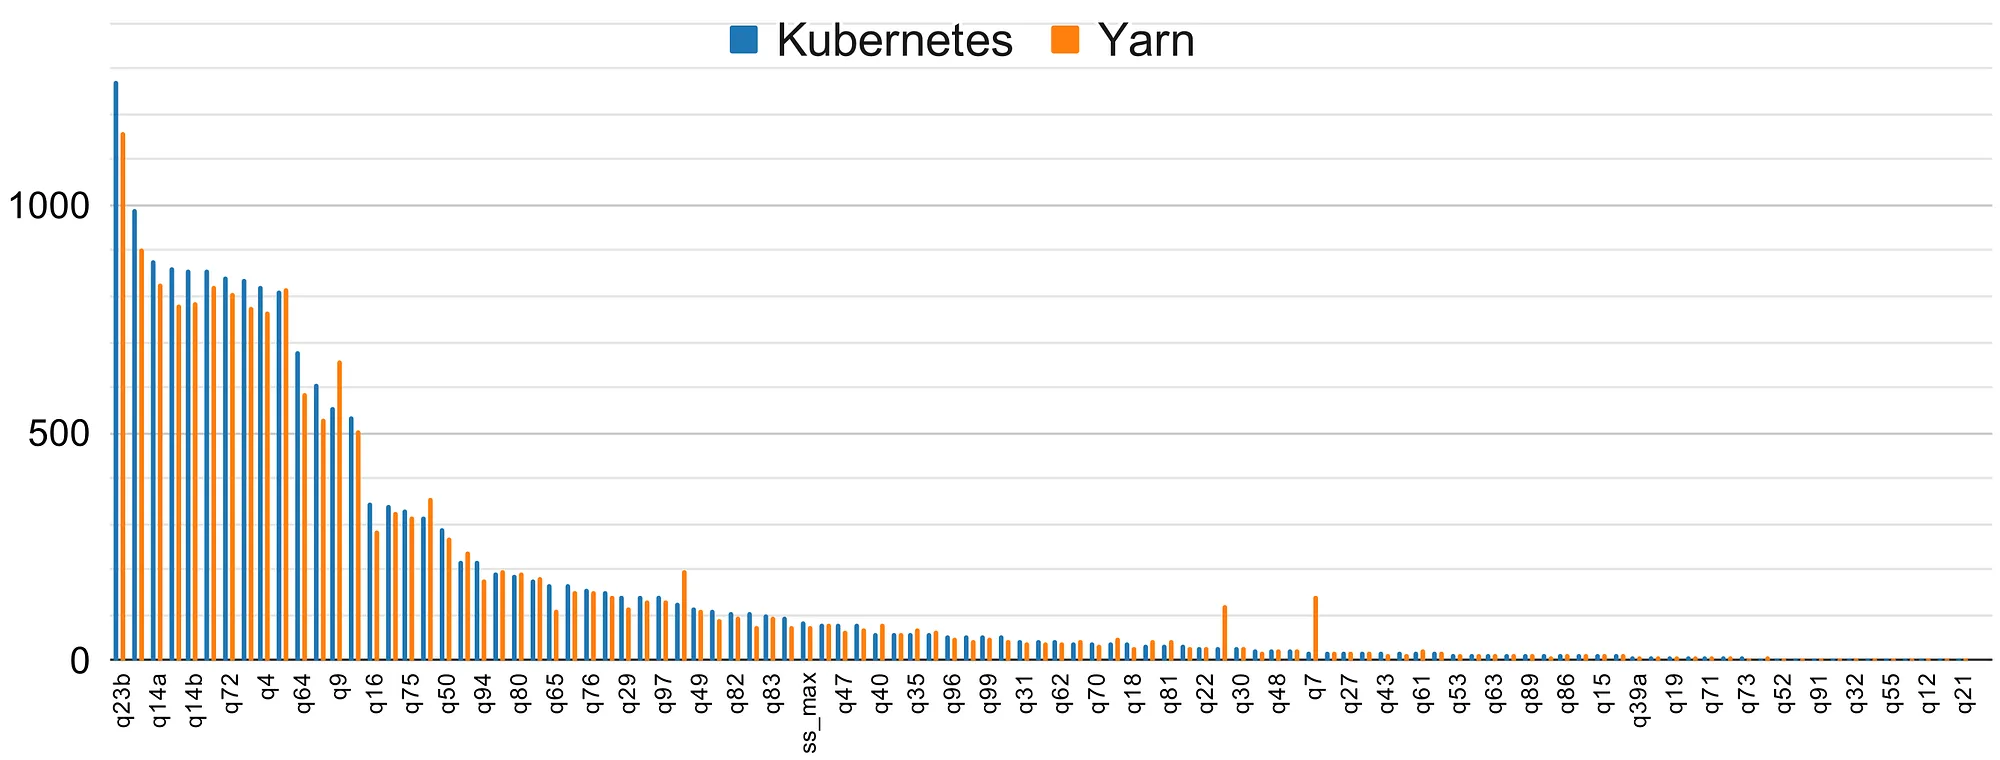 Kubernetes Yarn
1000
500
0
q23b q14a q14b q72 q4 q64 q9 q16 q75 q50 q94 q80 q65 q76 q29 q97 q49 q82 q83 ss_max q47 q40 q35 q96 q99 q31 q62 q70 q18 q81 q22 q30 q48 q7 q27 q43 q61 q53 q63 q89 q86 q15 q39a q19 q71 q73 q52 q91 q32 q55 q12 q21